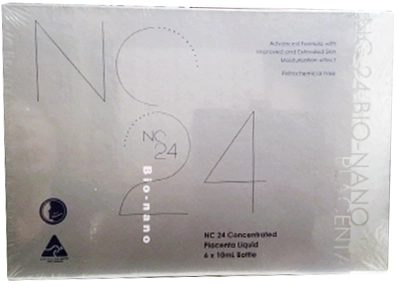 NC
24
NC
24
Bio-nano
Advanced Formula with
Improved and Extended Skin
Moisturisation effect
Petrochemical Free
NC 24 BIO-NANO
PLACENTA
NC 24 Concentrated
Placenta Liquid
6 x 10mL Bottle